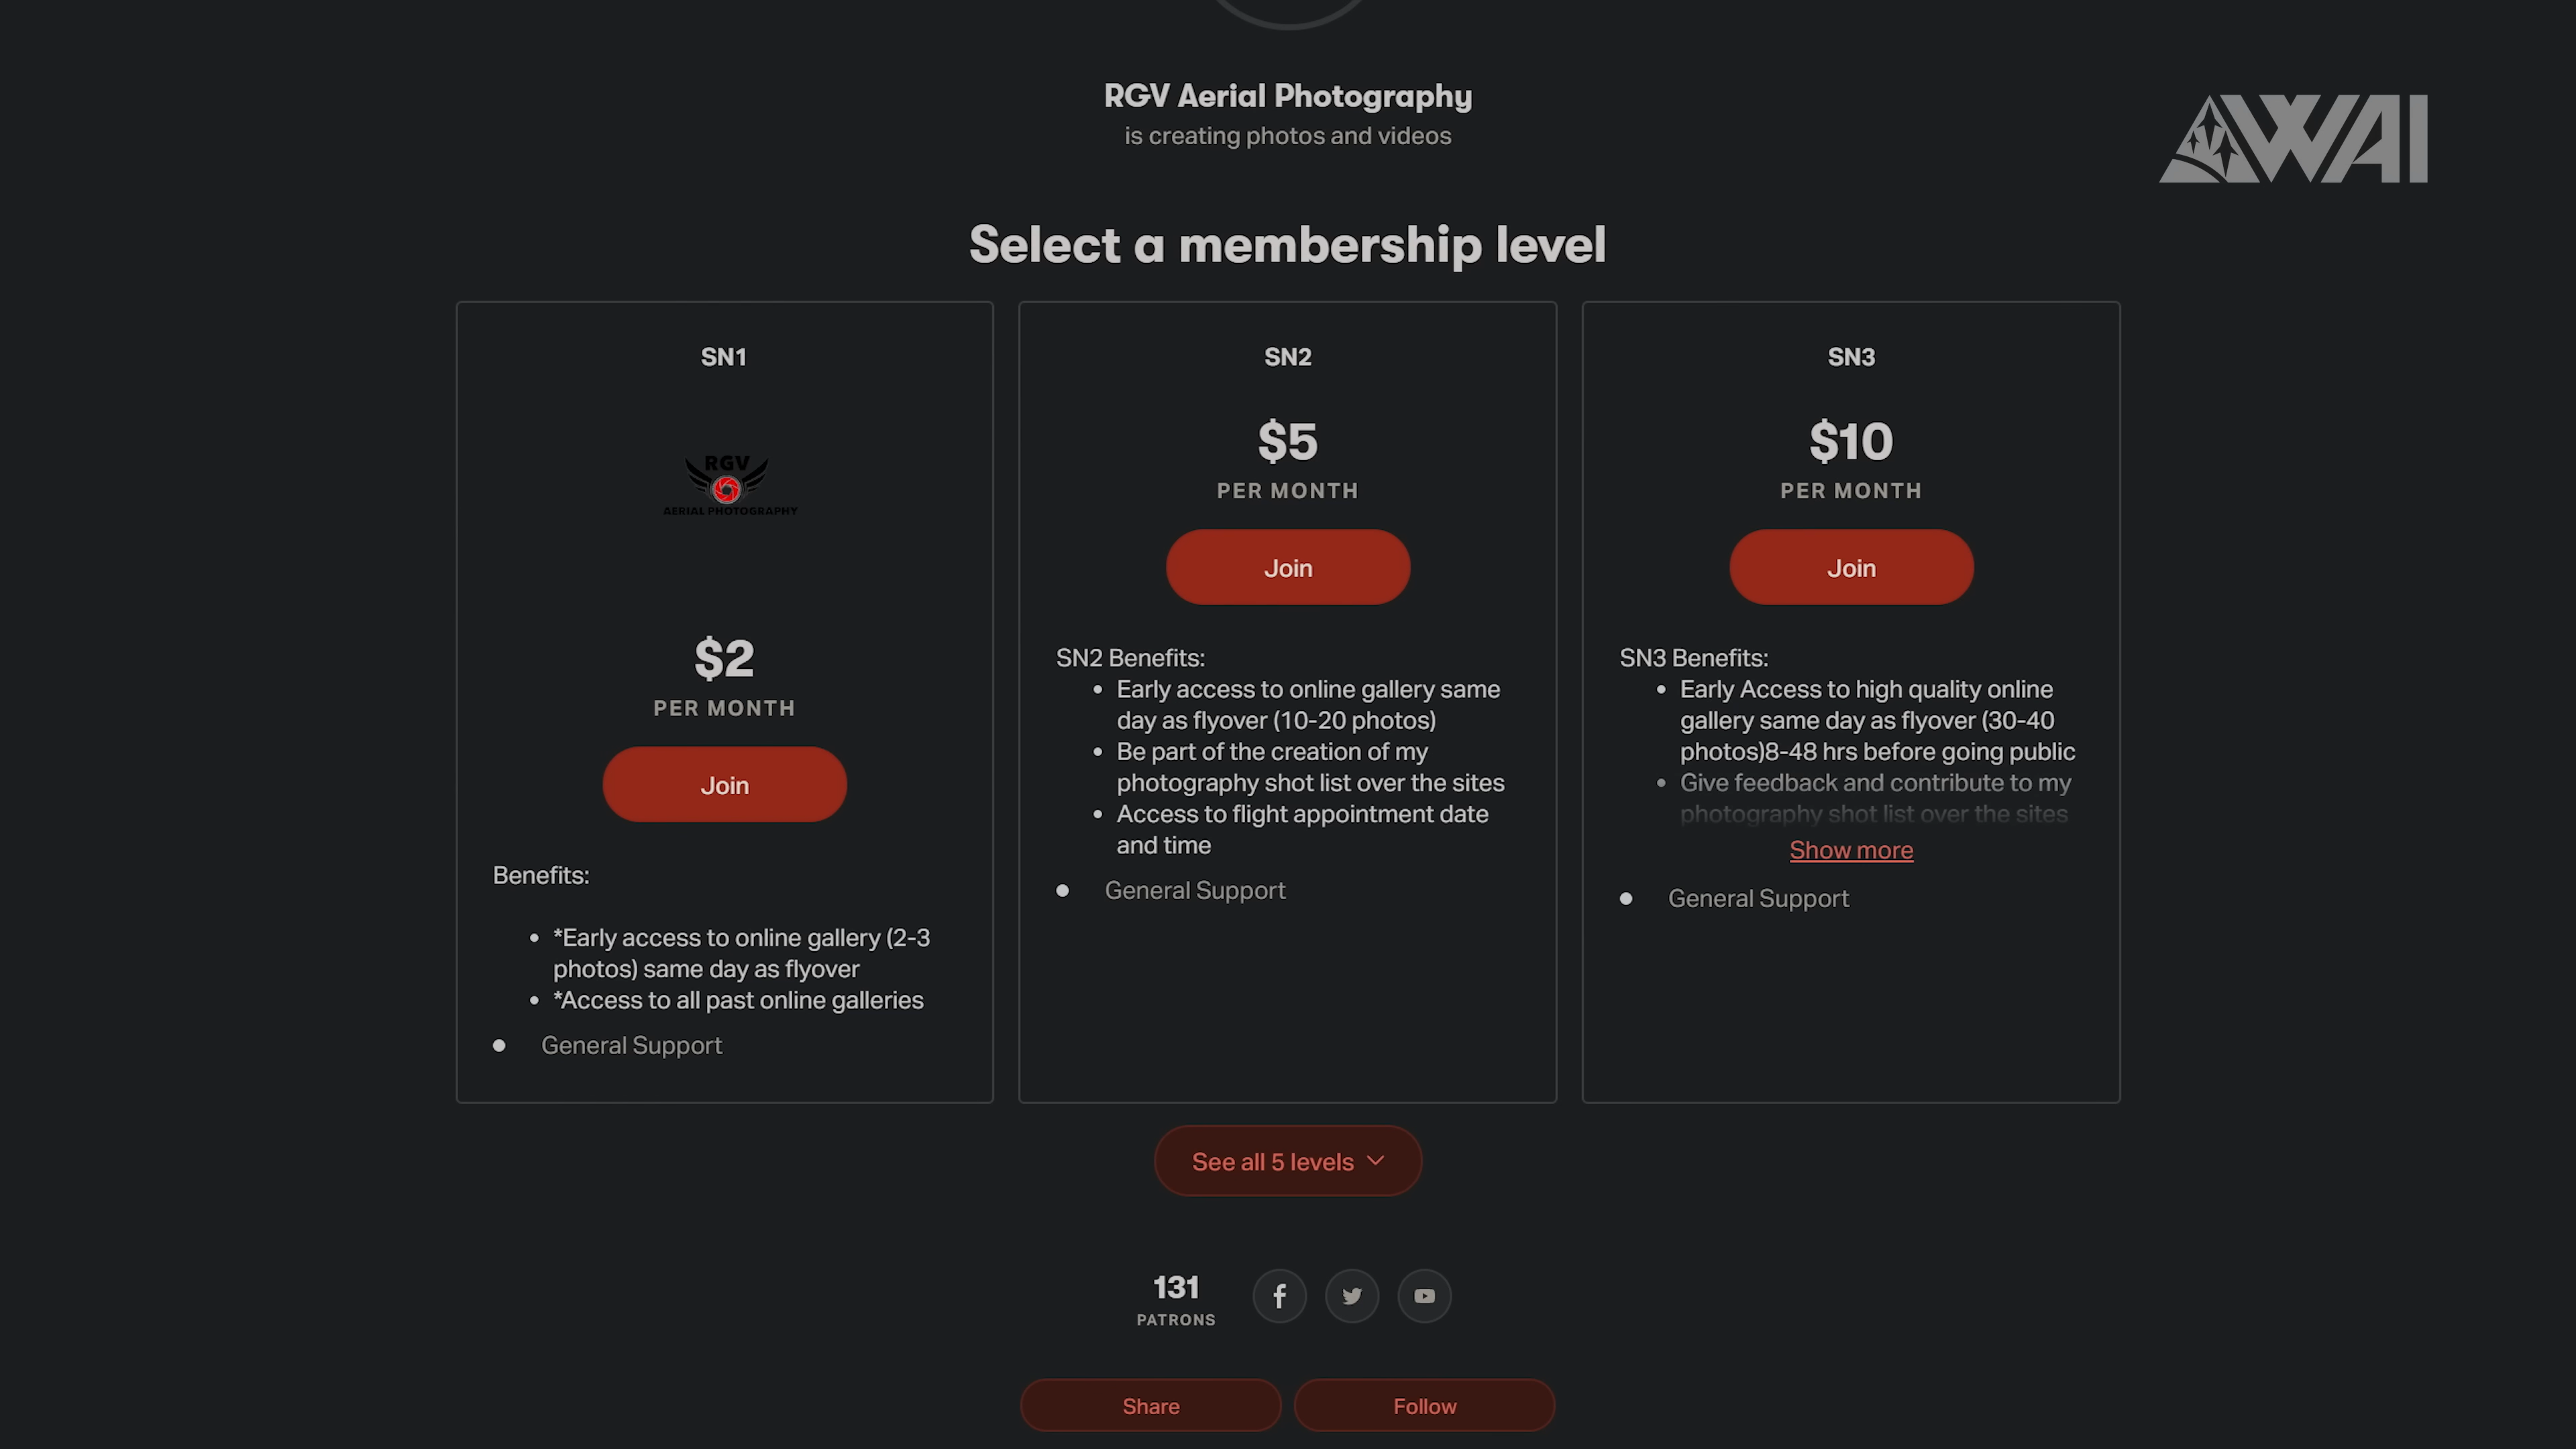 RGV Aerial Photography
is creating photos and videos
AWAI
Select a membership level
SN1
RGV
AERIAL PHOTOGRAPHY
$2
PER MONTH
Join
Benefits:
*Early access to online gallery (2-3
photos) same day as flyover
*Access to all past online galleries
General Support
SN2
$5
PER MONTH
Join
SN2 Benefits:
Early access to online gallery same
day as flyover (10-20 photos)
Be part of the creation of my
photography shot list over the sites
Access to flight appointment date
and time
General Support
SN3
$10
PER MONTH
Join
SN3 Benefits:
Early Access to high quality online
gallery same day as flyover (30-40
photos)8-48 hrs before going public
Give feedback and contribute to my
photography shot list over the sites
Show more
General Support
See all 5 levels
131
PATRONS
Share
Follow